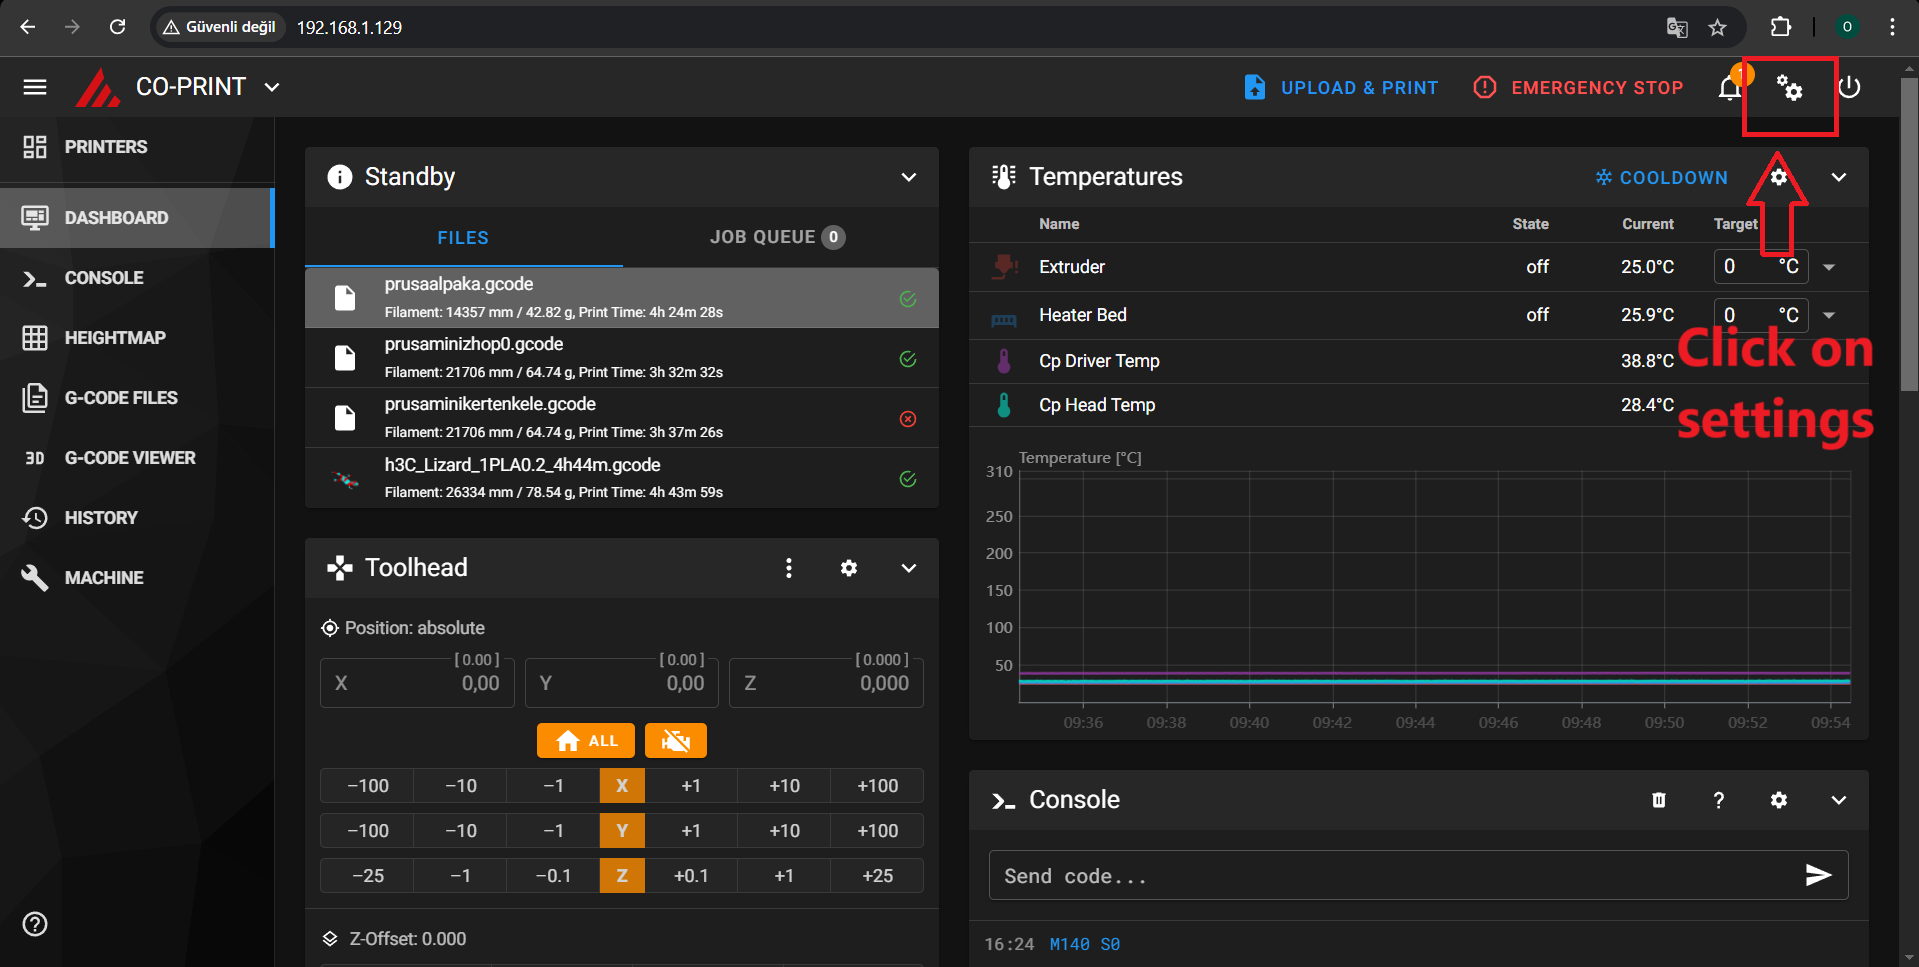 Güvenli değil 192.168.1.129
O
CO-PRINT
UPLOAD & PRINT
EMERGENCY STOP
PRINTERS
DASHBOARD
CONSOLE
HEIGHTMAP
G-CODE FILES
3D G-CODE VIEWER
HISTORY
MACHINE
Standby
FILES
JOB QUEUE 0
prusaalpaka.gcode
Filament: 14357 mm / 42.82 g, Print Time: 4h 24m 28s
prusaminizhop0.gcode
Filament: 21706 mm / 64.74 g, Print Time: 3h 32m 32s
prusaminikertenkele.gcode
Filament: 21706 mm / 64.74 g, Print Time: 3h 37m 26s
h3C_Lizard_1PLA0.2_4h44m.gcode
Filament: 26334 mm / 78.54 g, Print Time: 4h 43m 59s
Toolhead
Position: absolute
[ 0.00 ] [ 0.00 ] [ 0.000 ]
X 0,00 Y 0,00 Z 0,000
ALL
−100 −10 −1 X +1 +10 +100
−100 −10 −1 Y +1 +10 +100
−25 −1 −0.1 Z +0.1 +1 +25
Z-Offset: 0.000
Temperatures
COOLDOWN
Name State Current Target
Extruder off 25.0°C 0 °C
Heater Bed off 25.9°C 0 °C
Cp Driver Temp 38.8°C
Cp Head Temp 28.4°C
Click on
settings
Temperature [°C]
310
250
200
150
100
50
09:36 09:38 09:40 09:42 09:44 09:46 09:48 09:50 09:52 09:54
Console
?
Send code...
16:24 M140 S0